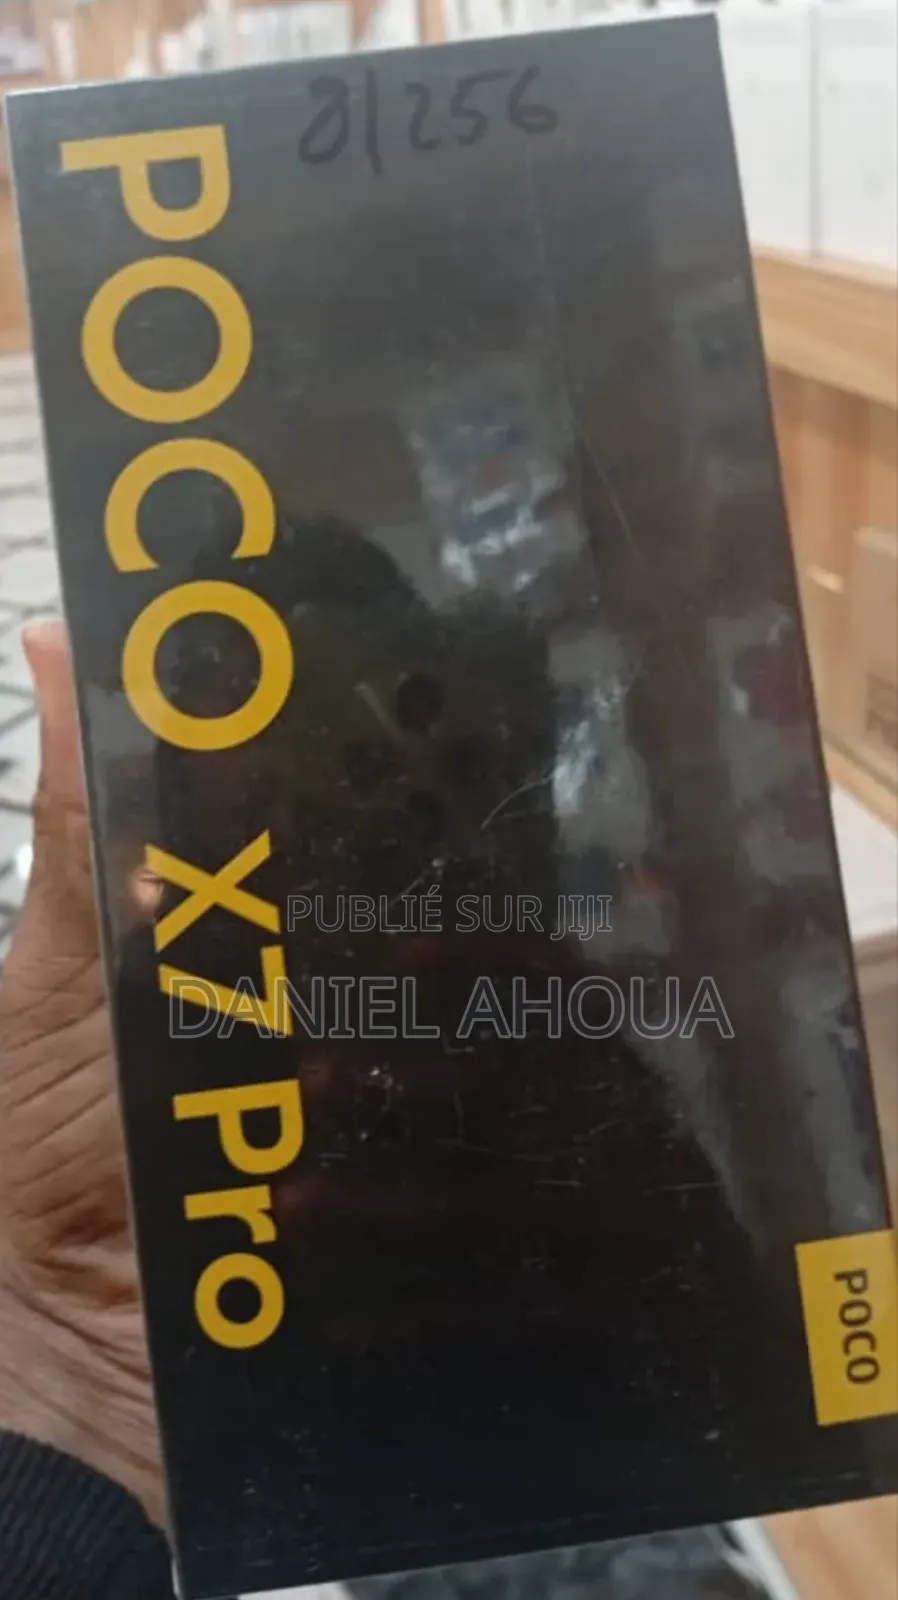 8/256
POCO X7 Pro
PUBLIÉ SUR JIJI
DANIEL AHOUA
POCO